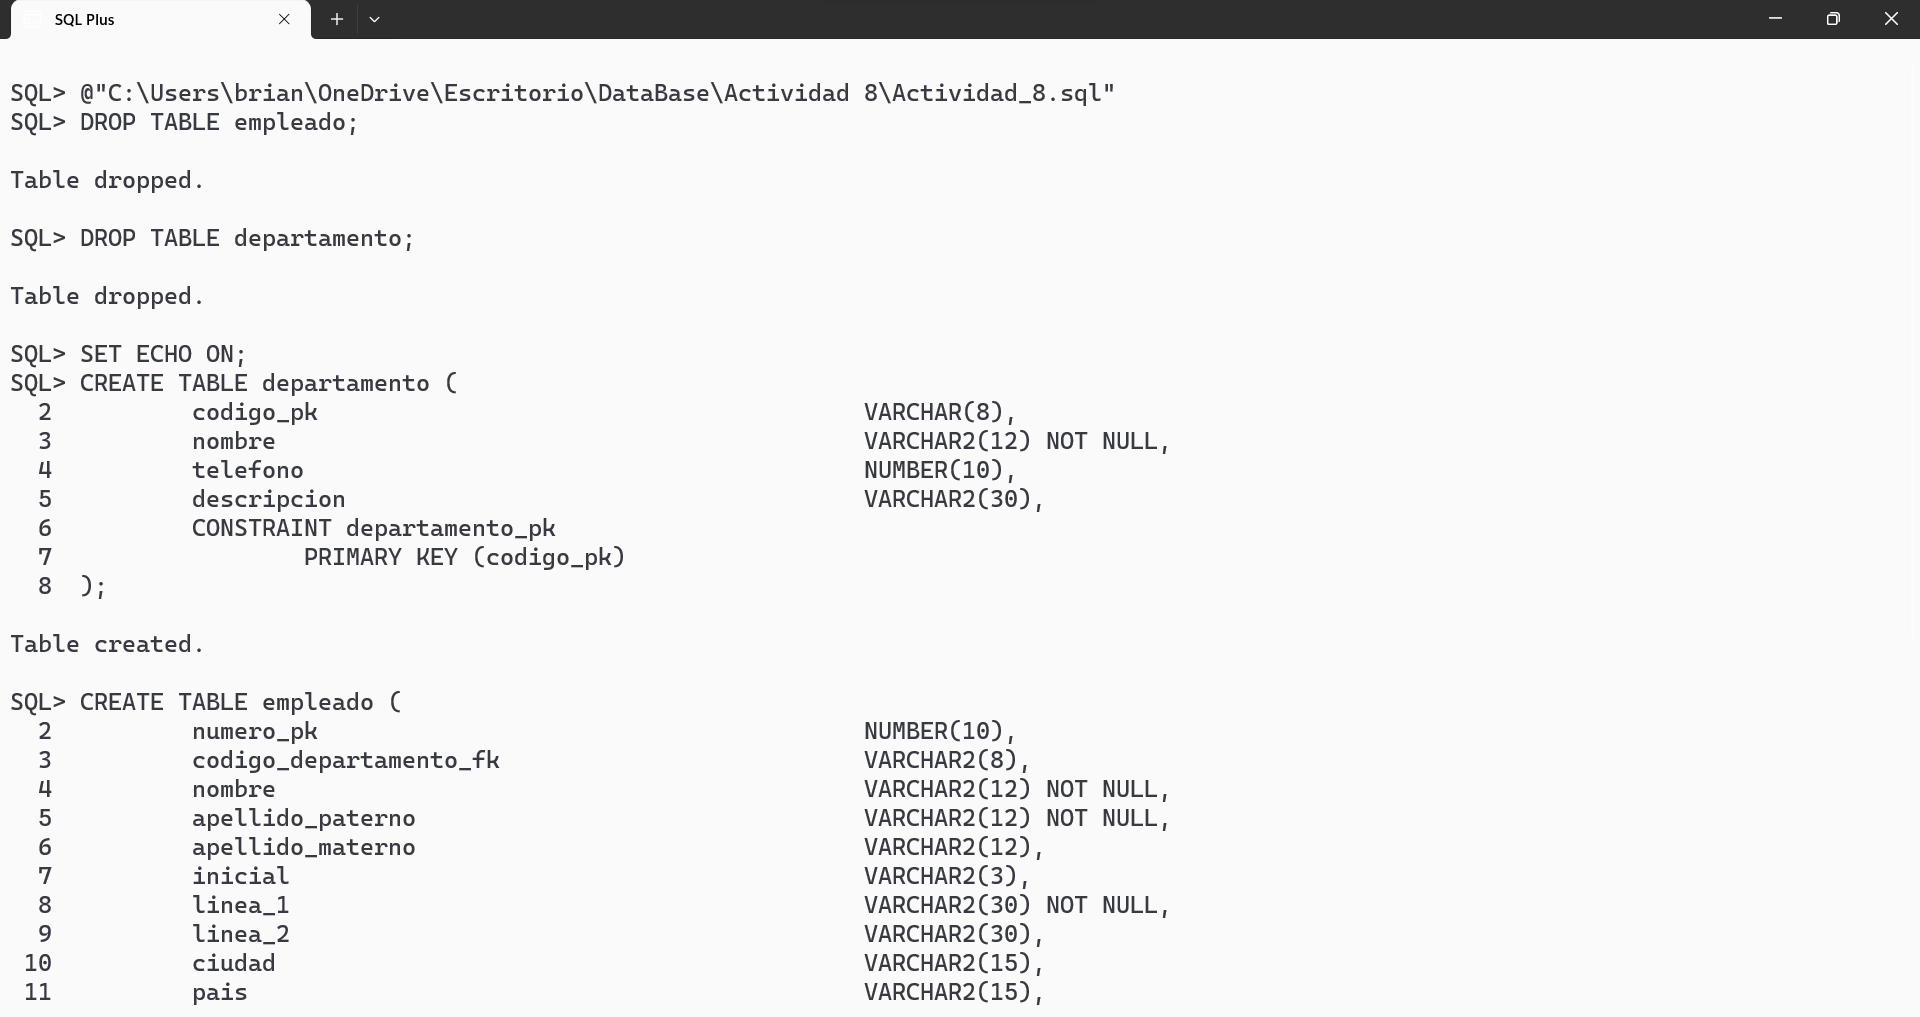 SQL Plus
SQL> @"C:\Users\brian\OneDrive\Escritorio\DataBase\Actividad 8\Actividad_8.sql"
SQL> DROP TABLE empleado;
Table dropped.
SQL> DROP TABLE departamento;
Table dropped.
SQL> SET ECHO ON;
SQL> CREATE TABLE departamento (
2 codigo_pk VARCHAR(8),
3 nombre VARCHAR2(12) NOT NULL,
4 telefono NUMBER(10),
5 descripcion VARCHAR2(30),
6 CONSTRAINT departamento_pk
7 PRIMARY KEY (codigo_pk)
8 );
Table created.
SQL> CREATE TABLE empleado (
2 numero_pk NUMBER(10),
3 codigo_departamento_fk VARCHAR2(8),
4 nombre VARCHAR2(12) NOT NULL,
5 apellido_paterno VARCHAR2(12) NOT NULL,
6 apellido_materno VARCHAR2(12),
7 inicial VARCHAR2(3),
8 linea_1 VARCHAR2(30) NOT NULL,
9 linea_2 VARCHAR2(30),
10 ciudad VARCHAR2(15),
11 pais VARCHAR2(15),